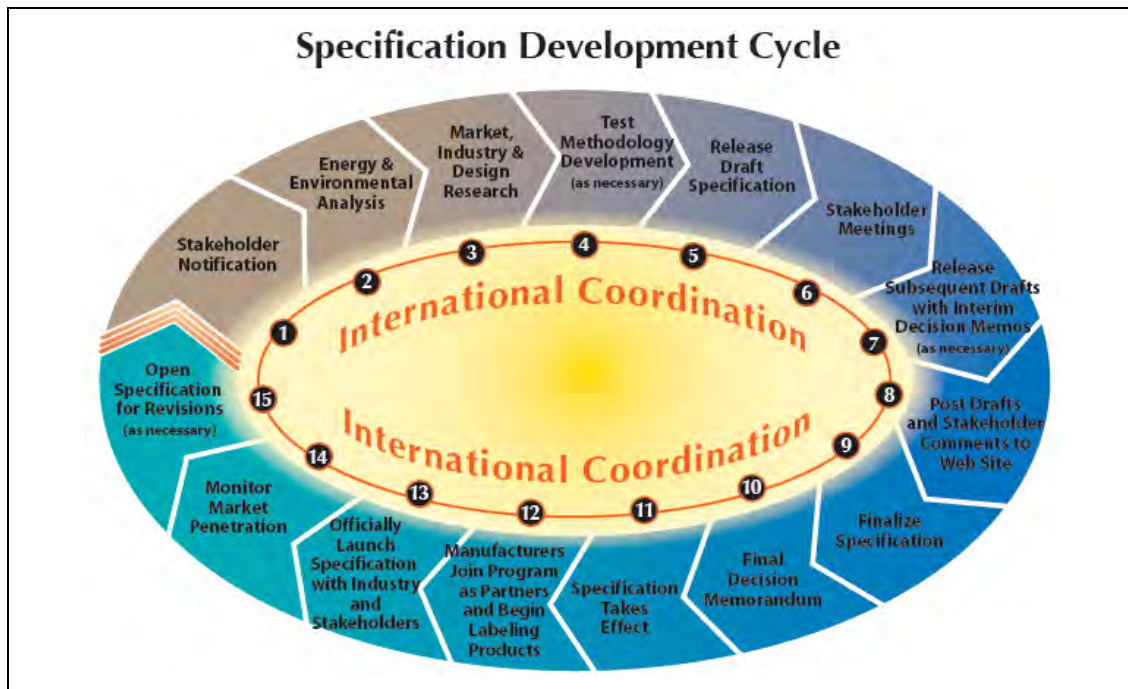 Specification Development Cycle
Stakeholder
Notification
Energy &
Environmental
Analysis
Market,
Industry &
Design
Research
Test
Methodology
Development
(as necessary)
Release
Draft
Specification
Stakeholder
Meetings
Release
Subsequent Drafts
with Interim
Decision Memos
(as necessary)
Post Drafts
and Stakeholder
Comments to
Web Site
Finalize
Specification
Final
Decision
Memorandum
Specification
Takes
Effect
Manufacturers
Join Program
as Partners
and Begin
Labeling
Products
Officially
Launch
Specification
with Industry
and
Stakeholders
Monitor
Market
Penetration
Open
Specification
for Revisions
(as necessary)
1
2
3
4
5
6
7
8
9
10
11
12
13
14
15
International Coordination
International Coordination